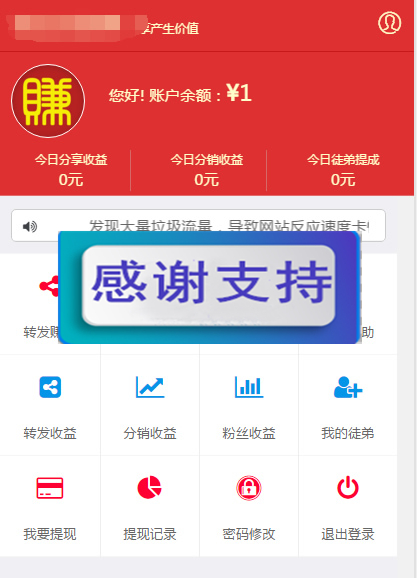 产生价值
賺
您好! 账户余额：¥1
今日分享收益 今日分销收益 今日徒弟提成
0元 0元 0元
发现大量垃圾流量，导致网站反应速度卡
感谢支持
转发 助
转发收益 分销收益 粉丝收益 我的徒弟
我要提现 提现记录 密码修改 退出登录